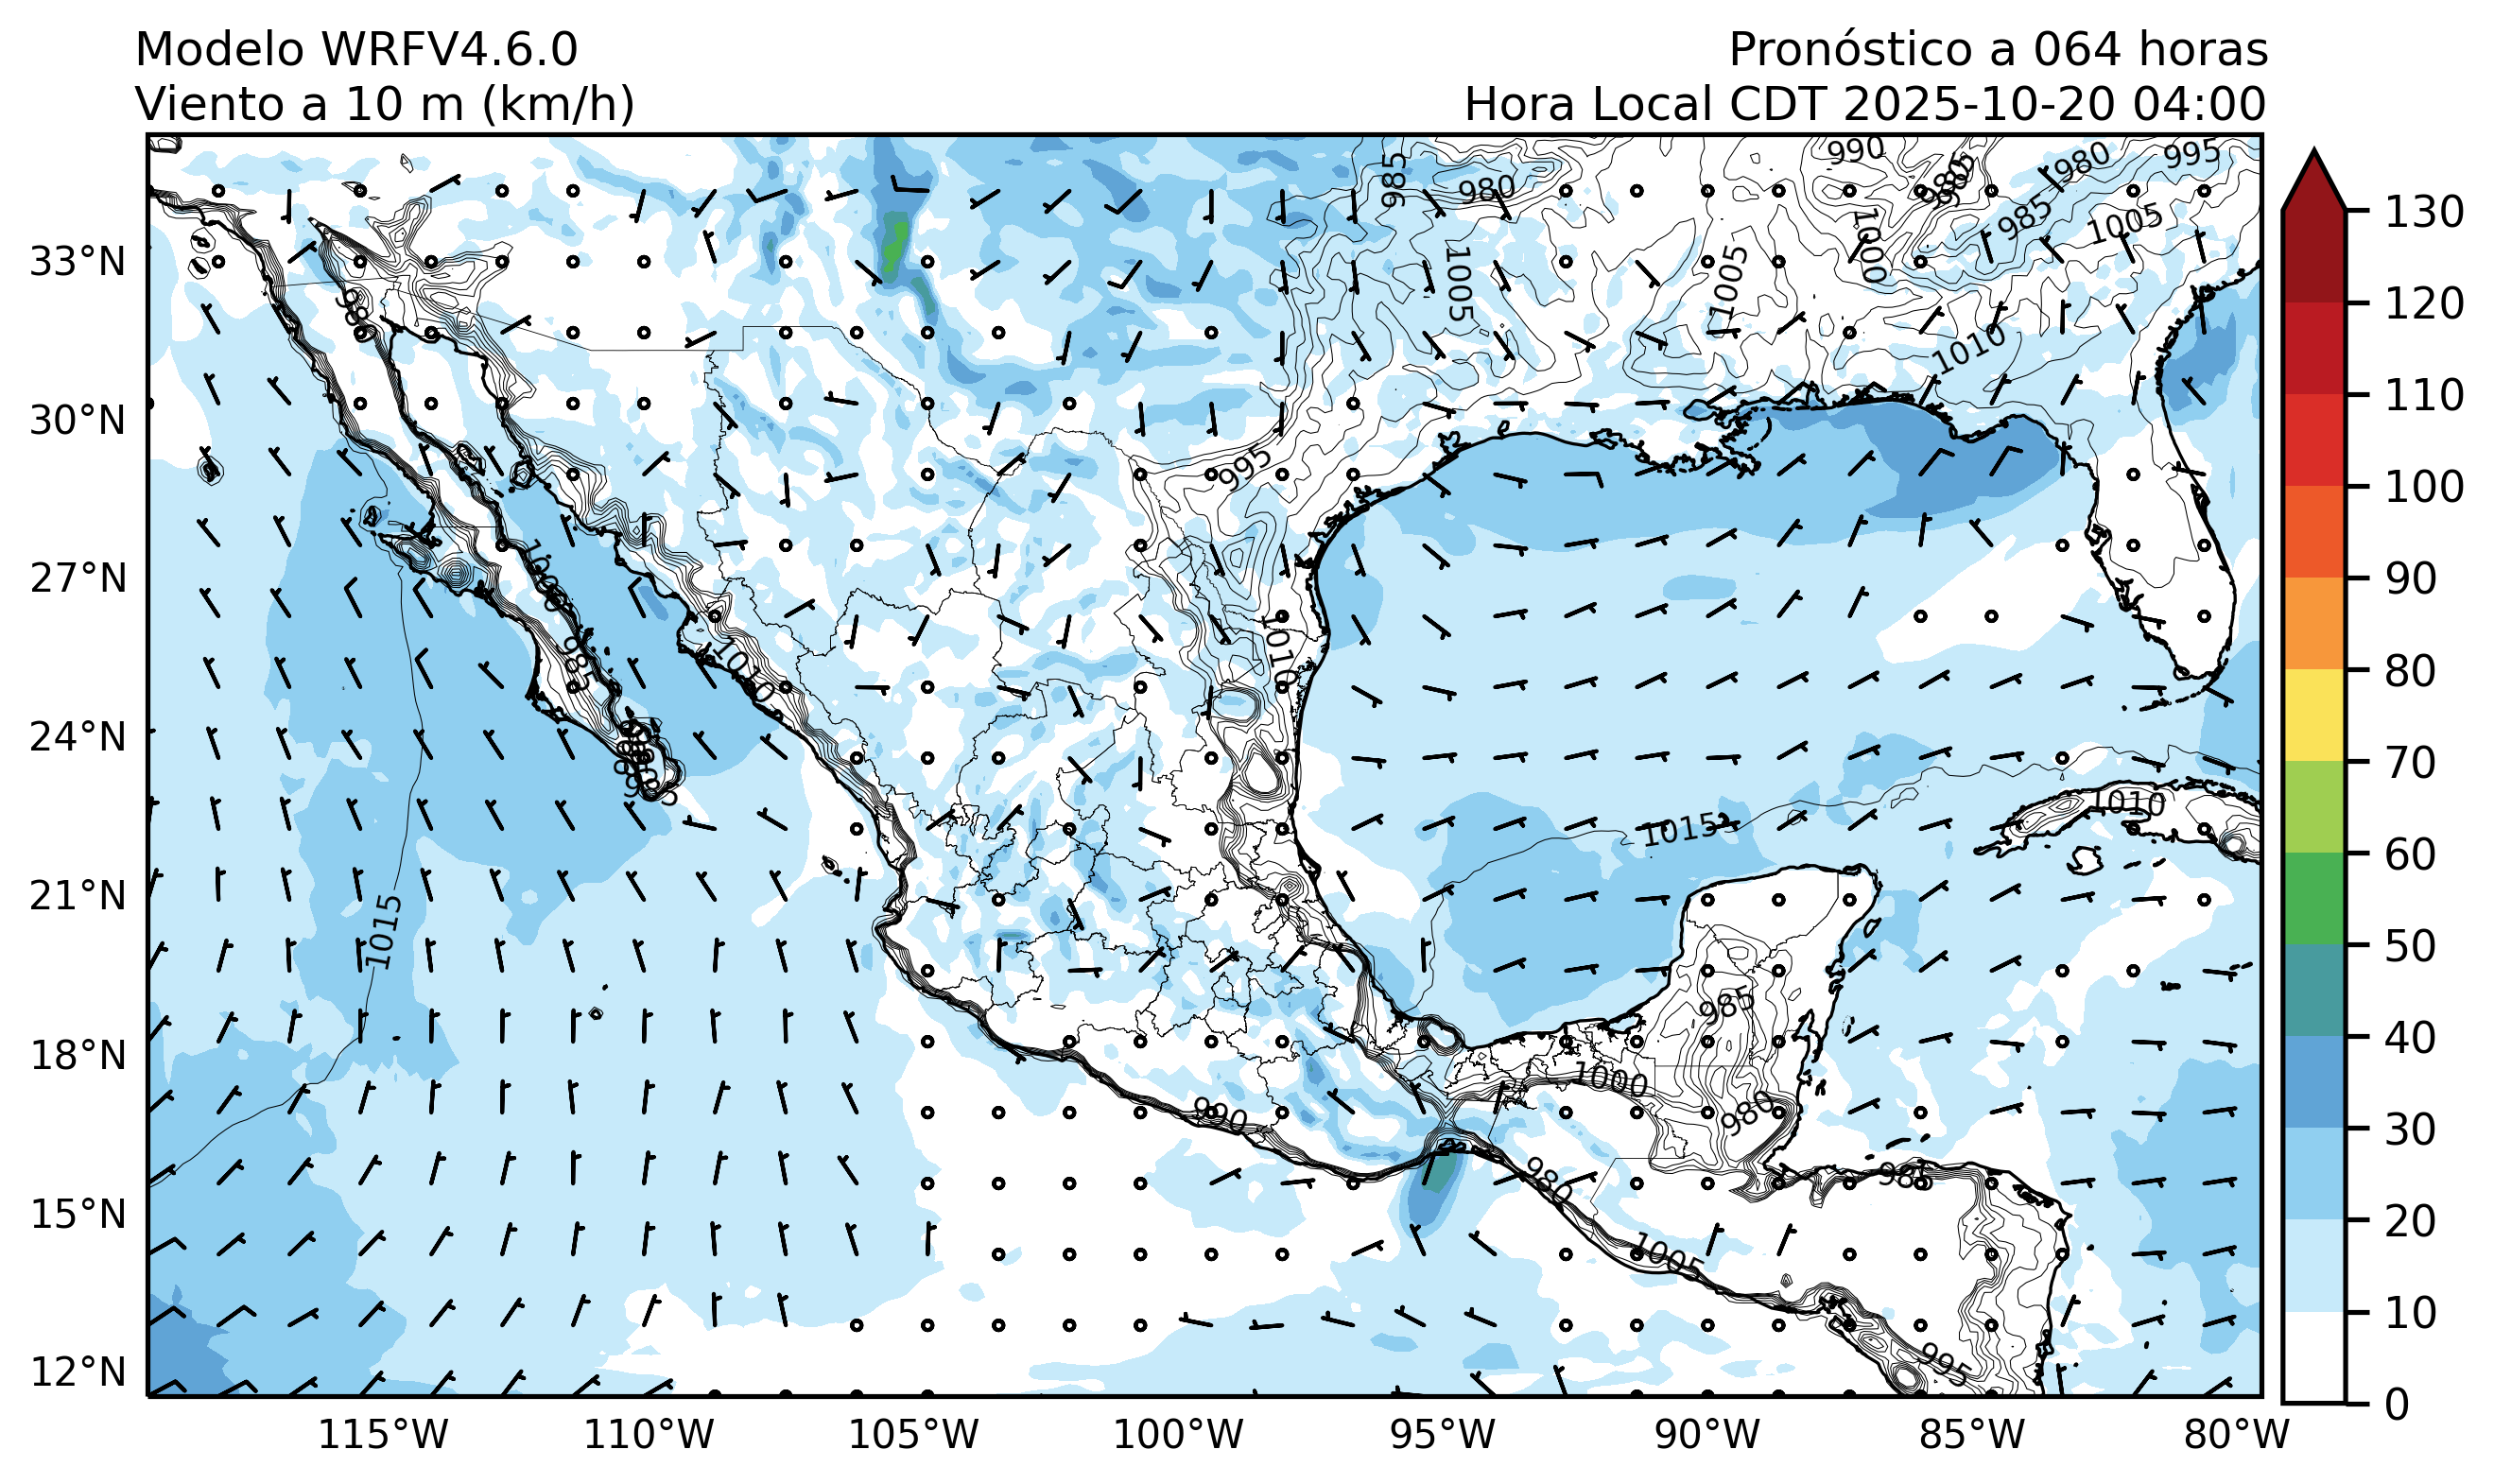 Modelo WRFV4.6.0
Pronóstico a 064 horas
Viento a 10 m (km/h)
Hora Local CDT 2025-10-20 04:00
985
980
990
980
980
995
985
1005
1000
1005
1005
1010
995
1010
985
1010
1010
1015
1010
1015
985
1000
980
990
980
985
1005
995
33°N
30°N
27°N
24°N
21°N
18°N
15°N
12°N
115°W
110°W
105°W
100°W
95°W
90°W
85°W
80°W
130
120
110
100
90
80
70
60
50
40
30
20
10
0